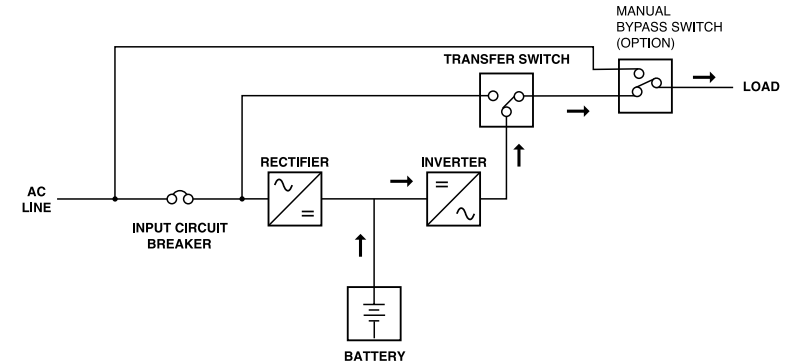 MANUAL
BYPASS SWITCH
(OPTION)
TRANSFER SWITCH
LOAD
RECTIFIER
INVERTER
AC
LINE
INPUT CIRCUIT
BREAKER
BATTERY